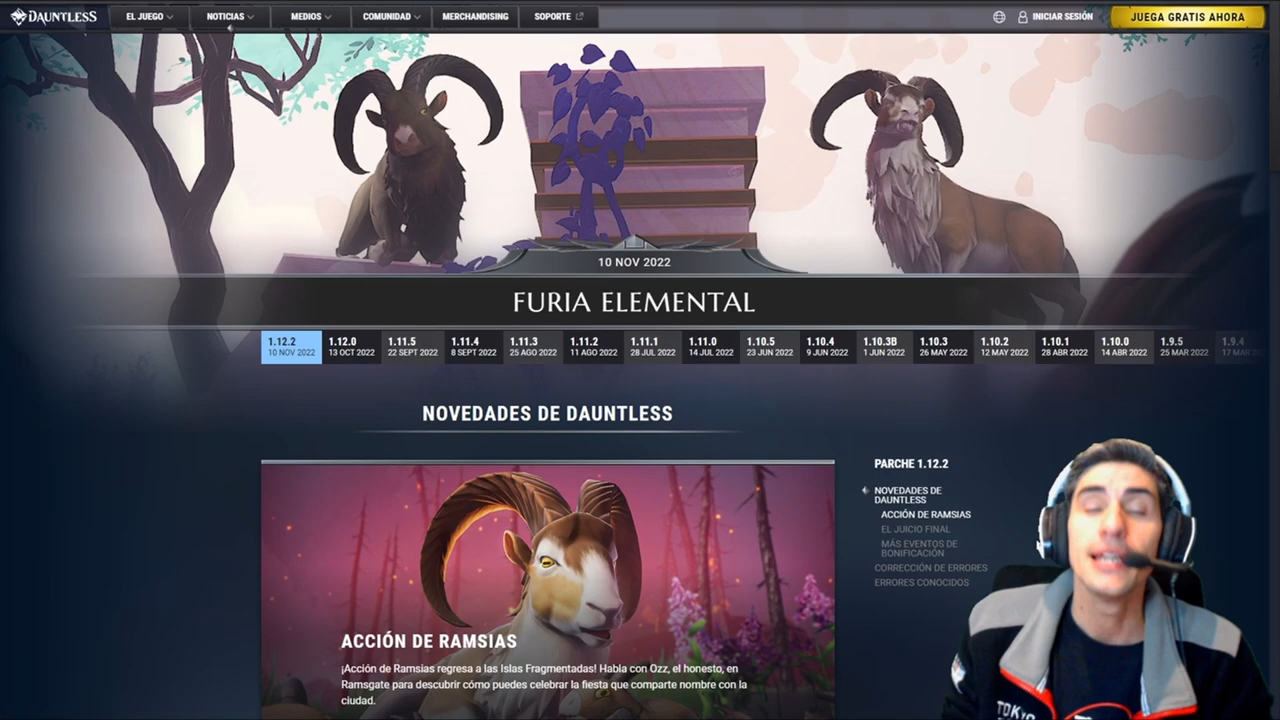 DAUNTLESS
EL JUEGO
NOTICIAS
MEDIOS
COMUNIDAD
MERCHANDISING
SOPORTE
INICIAR SESIÓN
JUEGA GRATIS AHORA
10 NOV 2022
FURIA ELEMENTAL
1.12.2
10 NOV 2022
1.12.0
13 OCT 2022
1.11.5
22 SEPT 2022
1.11.4
8 SEPT 2022
1.11.3
25 AGO 2022
1.11.2
11 AGO 2022
1.11.1
28 JUL 2022
1.11.0
14 JUL 2022
1.10.5
23 JUN 2022
1.10.4
9 JUN 2022
1.10.3B
1 JUN 2022
1.10.3
26 MAY 2022
1.10.2
12 MAY 2022
1.10.1
28 ABR 2022
1.10.0
14 ABR 2022
1.9.5
25 MAR 2022
1.9.4
17 MAR
NOVEDADES DE DAUNTLESS
ACCIÓN DE RAMSIAS
¡Acción de Ramsias regresa a las Islas Fragmentadas! Habla con Ozz, el honesto, en
Ramsgate para descubrir cómo puedes celebrar la fiesta que comparte nombre con la
ciudad.
PARCHE 1.12.2
NOVEDADES DE
DAUNTLESS
ACCIÓN DE RAMSIAS
EL JUICIO FINAL
MÁS EVENTOS DE
BONIFICACIÓN
CORRECCIÓN DE ERRORES
ERRORES CONOCIDOS
TOKYO